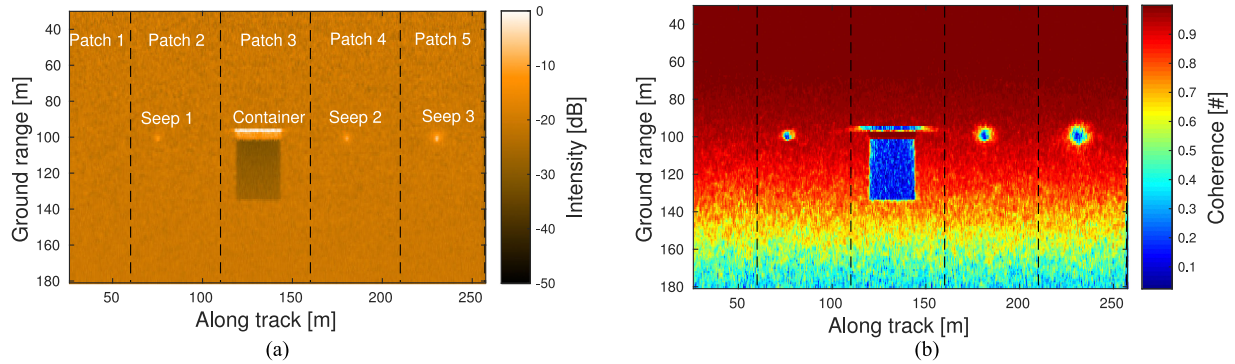 Patch 1 Patch 2 Patch 3 Patch 4 Patch 5
Seep 1 Container Seep 2 Seep 3
40
60
80
100
120
140
160
180
Ground range [m]
50 100 150 200 250
Along track [m]
0
-10
-20
-30
-40
-50
Intensity [dB]
(a)
40
60
80
100
120
140
160
180
Ground range [m]
50 100 150 200 250
Along track [m]
0.9
0.8
0.7
0.6
0.5
0.4
0.3
0.2
0.1
Coherence [#]
(b)